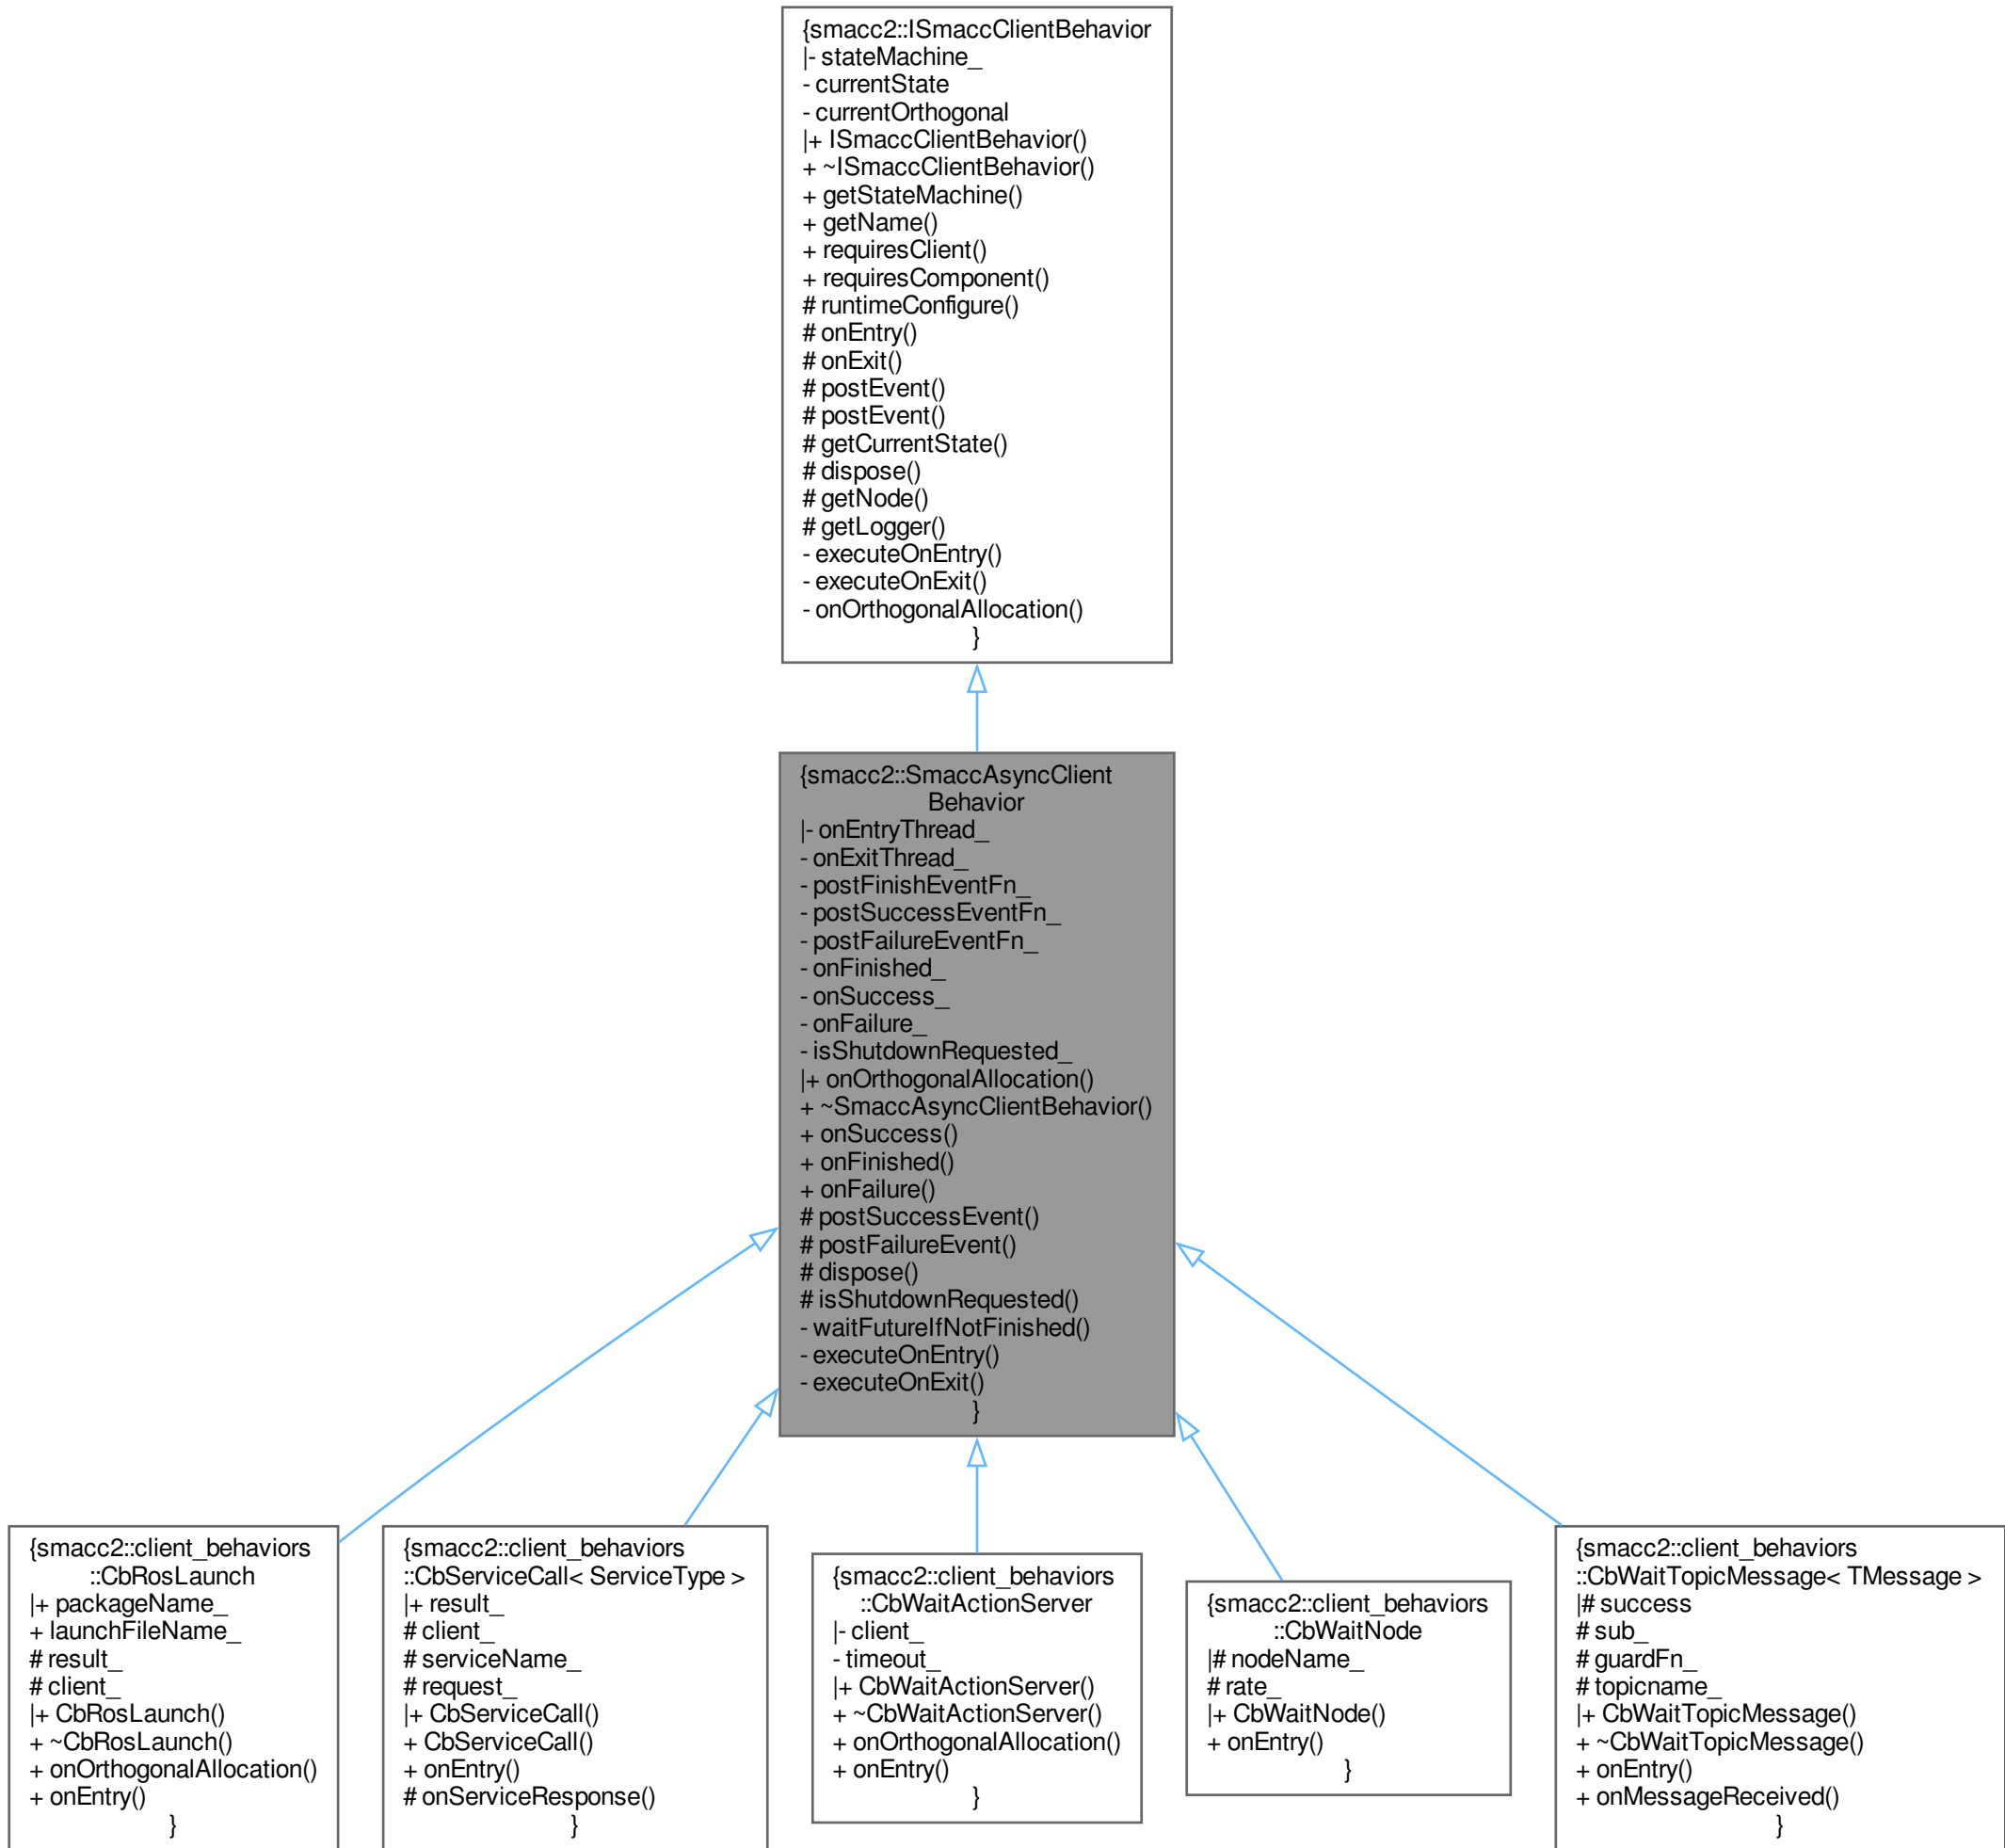 {smacc2::ISmaccClientBehavior
|- stateMachine_
- currentState
- currentOrthogonal
|+ ISmaccClientBehavior()
+ ~ISmaccClientBehavior()
+ getStateMachine()
+ getName()
+ requiresClient()
+ requiresComponent()
# runtimeConfigure()
# onEntry()
# onExit()
# postEvent()
# postEvent()
# getCurrentState()
# dispose()
# getNode()
# getLogger()
- executeOnEntry()
- executeOnExit()
- onOrthogonalAllocation()
}
{smacc2::SmaccAsyncClient
Behavior
|- onEntryThread_
- onExitThread_
- postFinishEventFn_
- postSuccessEventFn_
- postFailureEventFn_
- onFinished_
- onSuccess_
- onFailure_
- isShutdownRequested_
|+ onOrthogonalAllocation()
+ ~SmaccAsyncClientBehavior()
+ onSuccess()
+ onFinished()
+ onFailure()
# postSuccessEvent()
# postFailureEvent()
# dispose()
# isShutdownRequested()
- waitFutureIfNotFinished()
- executeOnEntry()
- executeOnExit()
}
{smacc2::client_behaviors
::CbRosLaunch
|+ packageName_
+ launchFileName_
# result_
# client_
|+ CbRosLaunch()
+ ~CbRosLaunch()
+ onOrthogonalAllocation()
+ onEntry()
}
{smacc2::client_behaviors
::CbServiceCall< ServiceType >
|+ result_
# client_
# serviceName_
# request_
|+ CbServiceCall()
+ CbServiceCall()
+ onEntry()
# onServiceResponse()
}
{smacc2::client_behaviors
::CbWaitActionServer
|- client_
- timeout_
|+ CbWaitActionServer()
+ ~CbWaitActionServer()
+ onOrthogonalAllocation()
+ onEntry()
}
{smacc2::client_behaviors
::CbWaitNode
|# nodeName_
# rate_
|+ CbWaitNode()
+ onEntry()
}
{smacc2::client_behaviors
::CbWaitTopicMessage< TMessage >
|# success
# sub_
# guardFn_
# topicname_
|+ CbWaitTopicMessage()
+ ~CbWaitTopicMessage()
+ onEntry()
+ onMessageReceived()
}